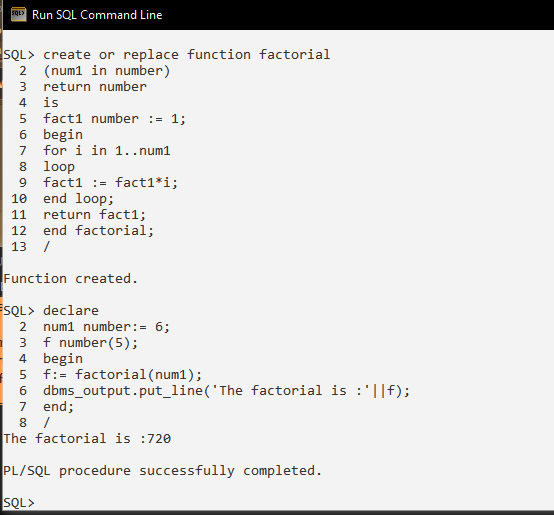 Run SQL Command Line
SQL> create or replace function factorial
2 (num1 in number)
3 return number
4 is
5 fact1 number := 1;
6 begin
7 for i in 1..num1
8 loop
9 fact1 := fact1*i;
10 end loop;
11 return fact1;
12 end factorial;
13 /
Function created.
SQL> declare
2 num1 number:= 6;
3 f number(5);
4 begin
5 f:= factorial(num1);
6 dbms_output.put_line('The factorial is :'||f);
7 end;
8 /
The factorial is :720
PL/SQL procedure successfully completed.
SQL>